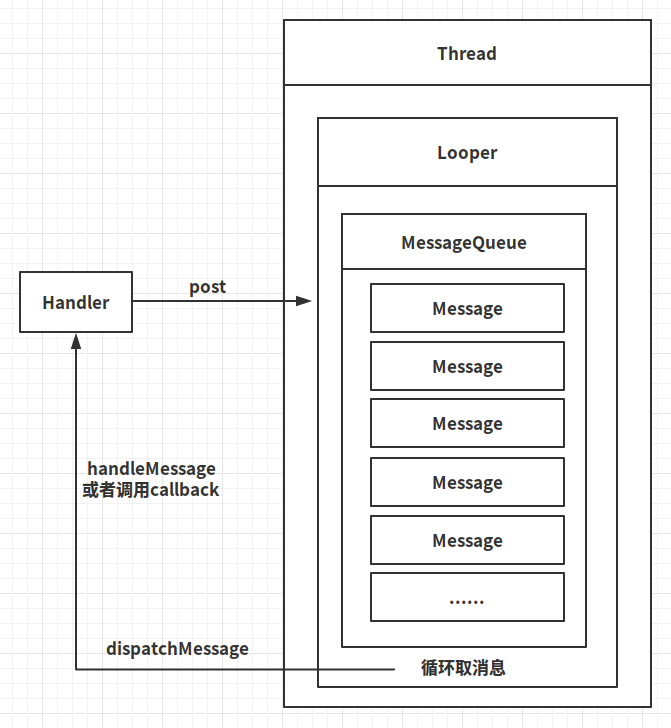 Thread
Looper
MessageQueue
Message
Message
Message
Message
Message
......
循环取消息
Handler
post
handleMessage
或者调用callback
dispatchMessage